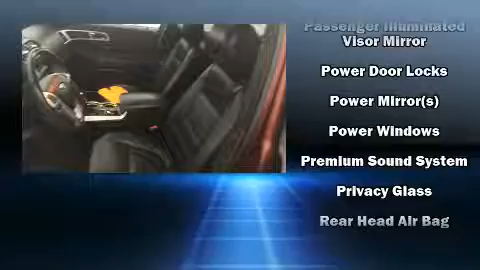 Passenger Illuminated
Visor Mirror
Power Door Locks
Power Mirror(s)
Power Windows
Premium Sound System
Privacy Glass
Rear Head Air Bag